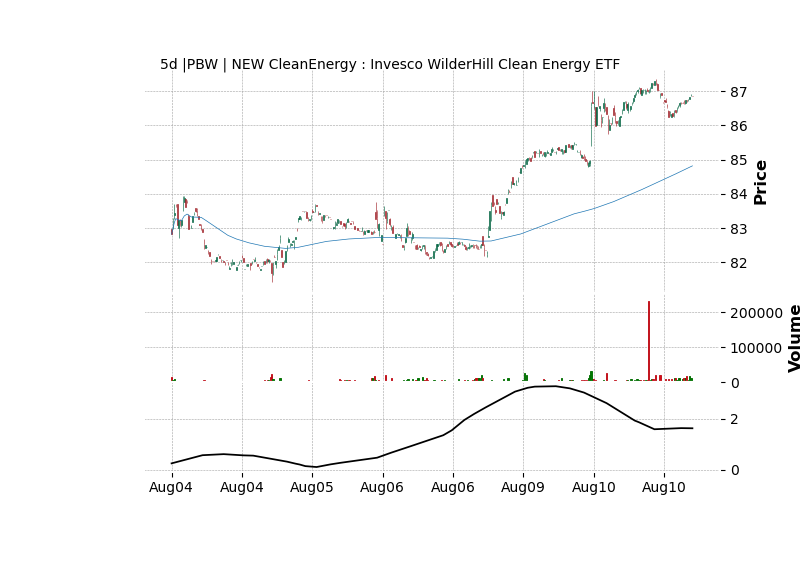 5d |PBW | NEW CleanEnergy : Invesco WilderHill Clean Energy ETF
87
86
85
84
83
82
Price
200000
100000
0
Volume
2
0
Aug04 Aug04 Aug05 Aug06 Aug06 Aug09 Aug10 Aug10